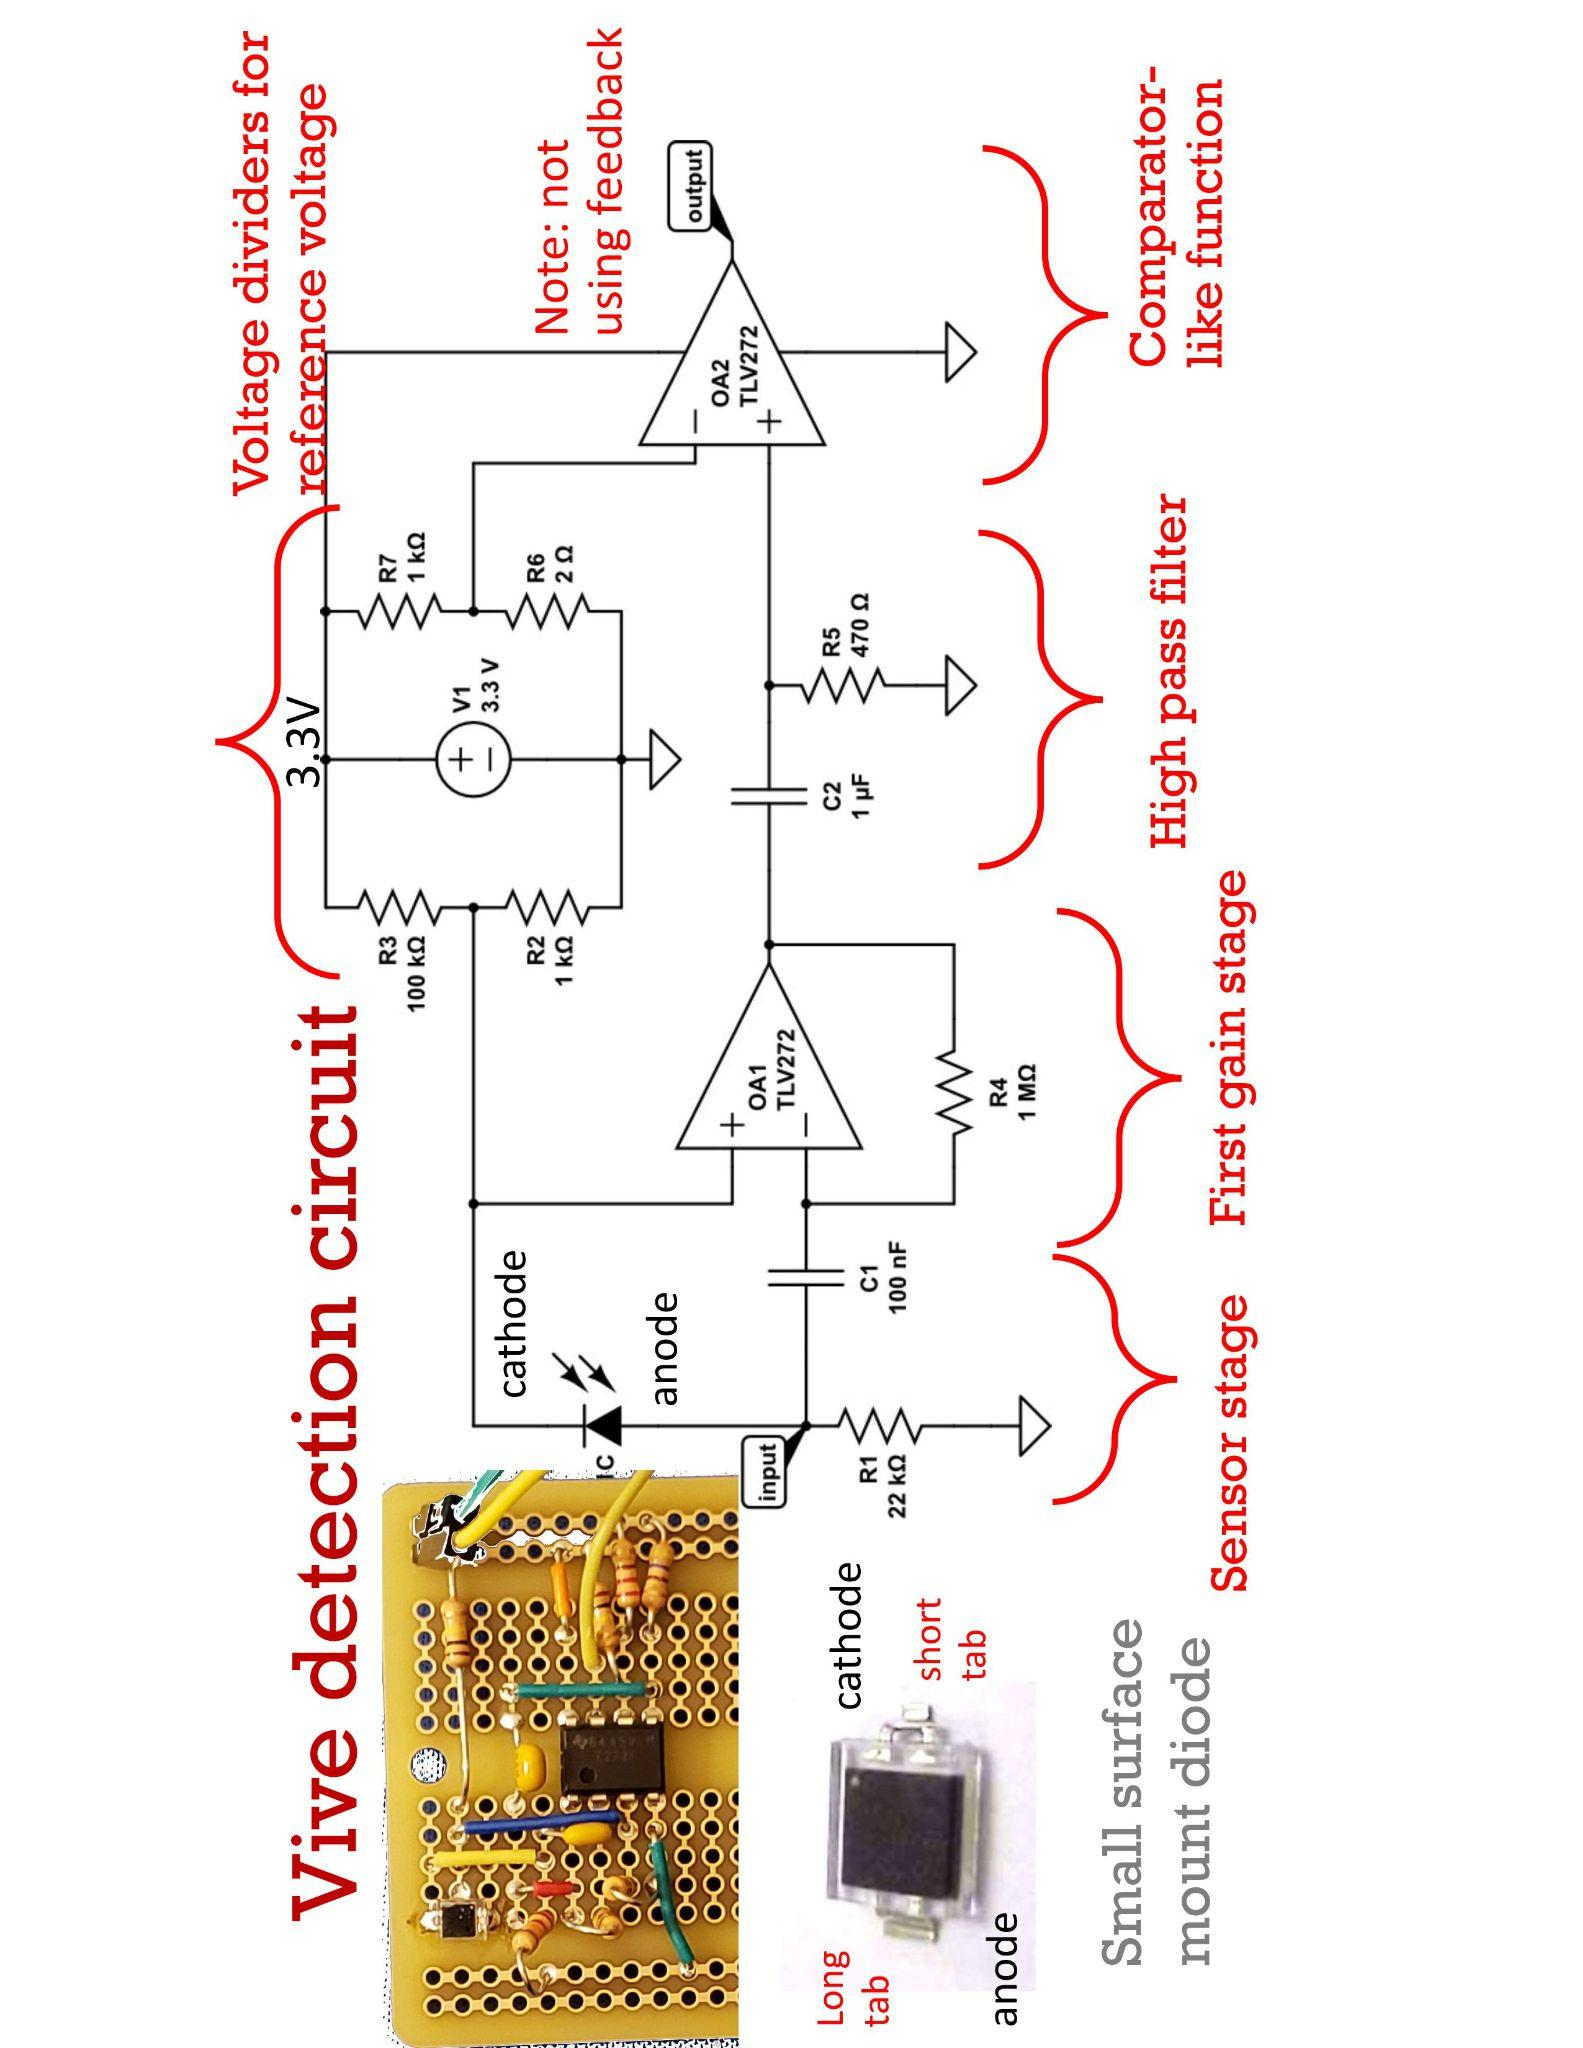 Vive detection circuit
Voltage dividers for
reference voltage
3.3V
R3
100 kΩ
R2
1 kΩ
V1
3.3 V
R7
1 kΩ
R6
2 Ω
Note: not
using feedback
cathode
anode
IC
input
R1
22 kΩ
C1
100 nF
+
−
OA1
TLV272
R4
1 MΩ
C2
1 µF
R5
470 Ω
−
+
OA2
TLV272
output
cathode
short
tab
Long
tab
anode
Small surface
mount diode
Sensor stage
First gain stage
High pass filter
Comparator-
like function